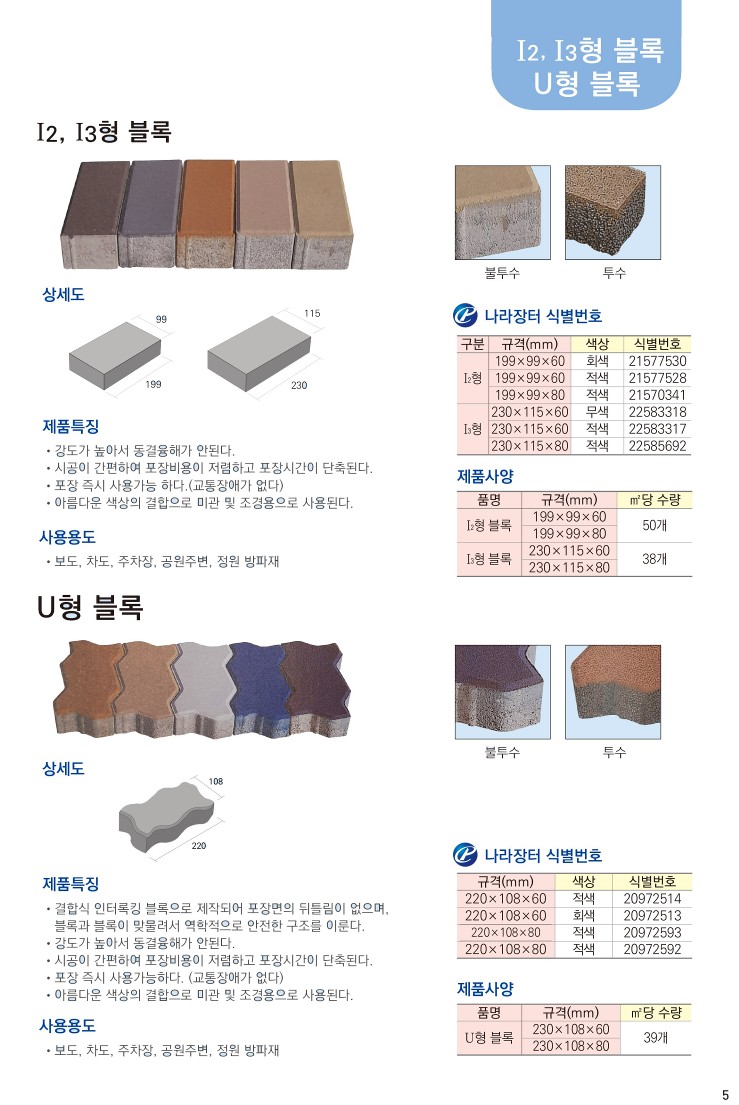 I2, I3형 블록
U형 블록
I2, I3형 블록
불투수
투수
상세도
99
199
115
230
나라장터 식별번호
구분 규격(mm) 색상 식별번호
I2형
199×99×60 회색 21577530
199×99×60 적색 21577528
199×99×80 적색 21570341
I3형
230×115×60 무색 22583318
230×115×60 적색 22583317
230×115×80 적색 22585692
제품특징
• 강도가 높아서 동결융해가 안된다.
• 시공이 간편하여 포장비용이 저렴하고 포장시간이 단축된다.
• 포장 즉시 사용가능 하다.(교통장애가 없다)
• 아름다운 색상의 결합으로 미관 및 조경용으로 사용된다.
제품사양
품명 규격(mm) ㎡당 수량
I2형 블록 199×99×60 50개
199×99×80
I3형 블록 230×115×60 38개
230×115×80
사용용도
• 보도, 차도, 주차장, 공원주변, 정원 방파재
U형 블록
불투수
투수
상세도
108
220
나라장터 식별번호
규격(mm) 색상 식별번호
220×108×60 적색 20972514
220×108×60 회색 20972513
220×108×80 적색 20972593
220×108×80 적색 20972592
제품특징
• 결합식 인터록킹 블록으로 제작되어 포장면의 뒤틀림이 없으며,
블록과 블록이 맞물려서 역학적으로 안전한 구조를 이룬다.
• 강도가 높아서 동결융해가 안된다.
• 시공이 간편하여 포장비용이 저렴하고 포장시간이 단축된다.
• 포장 즉시 사용가능하다. (교통장애가 없다)
• 아름다운 색상의 결합으로 미관 및 조경용으로 사용된다.
제품사양
품명 규격(mm) ㎡당 수량
U형 블록 230×108×60 39개
230×108×80
사용용도
• 보도, 차도, 주차장, 공원주변, 정원 방파재
5